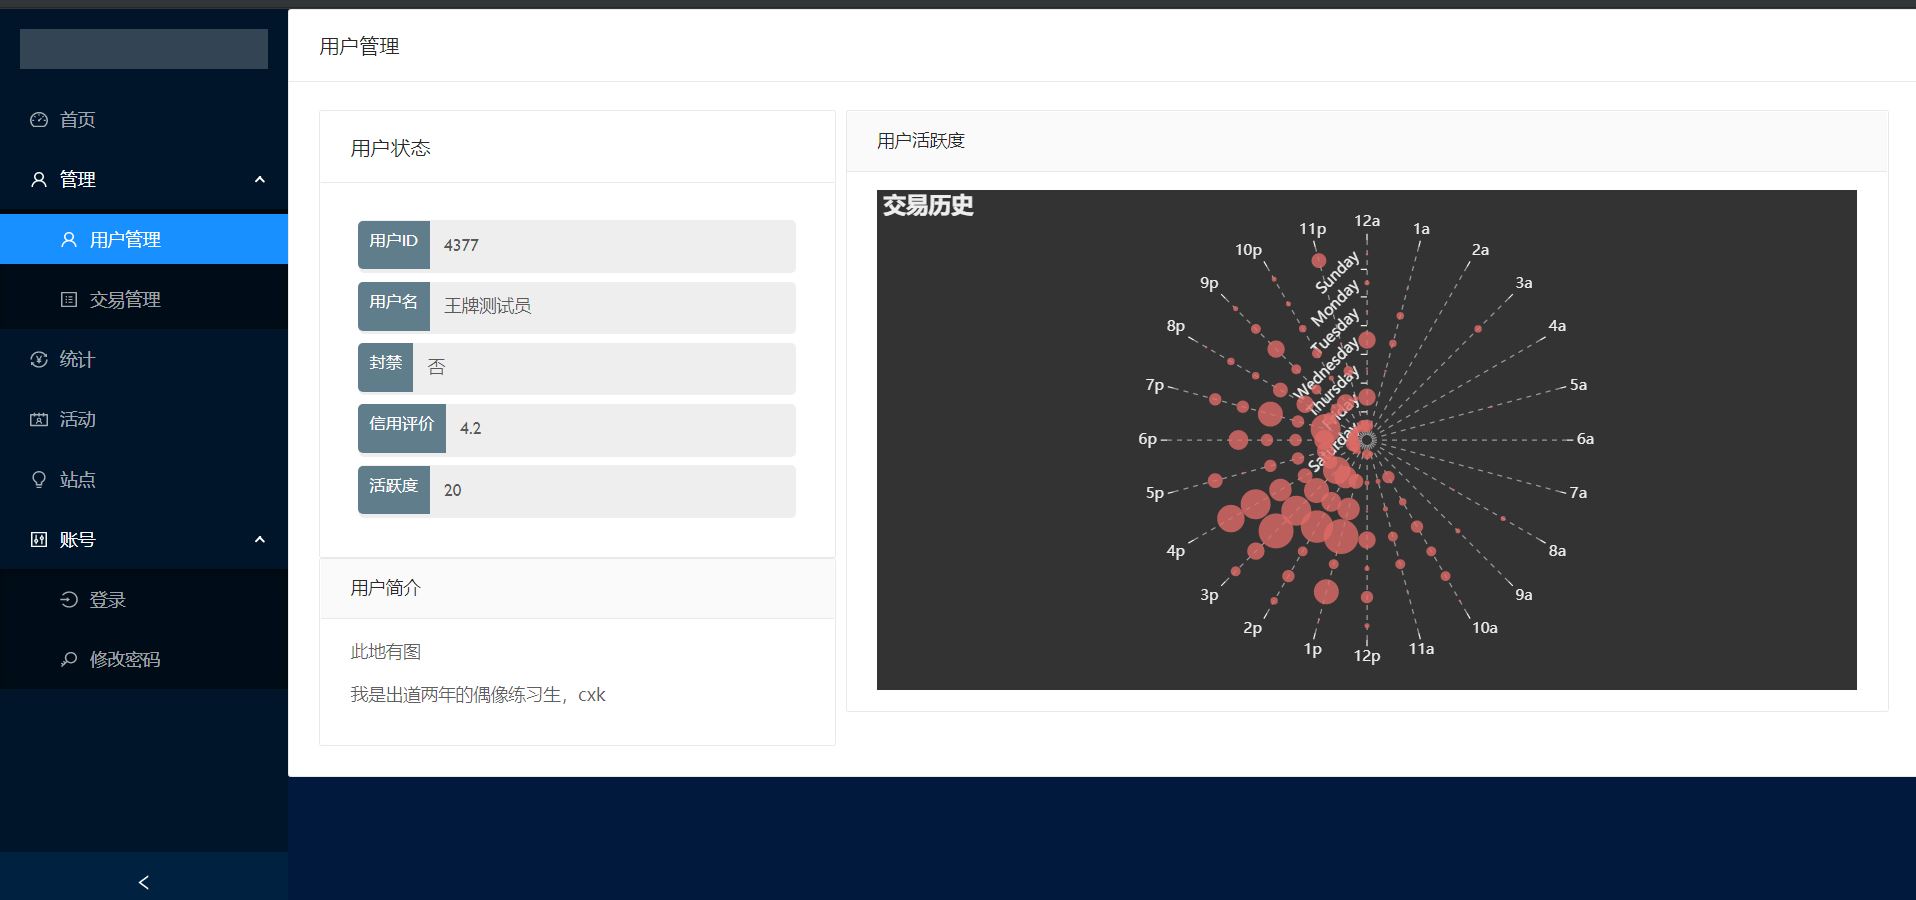 首页
管理
用户管理
交易管理
统计
活动
站点
账号
登录
修改密码
用户管理
用户状态
用户ID 4377
用户名 王牌测试员
封禁 否
信用评价 4.2
活跃度 20
用户简介
此地有图
我是出道两年的偶像练习生，cxk
用户活跃度
交易历史
12a
1a
2a
3a
4a
5a
6a
7a
8a
9a
10a
11a
12p
1p
2p
3p
4p
5p
6p
7p
8p
9p
10p
11p
Sunday
Monday
Tuesday
Wednesday
Thursday
Friday
Saturday